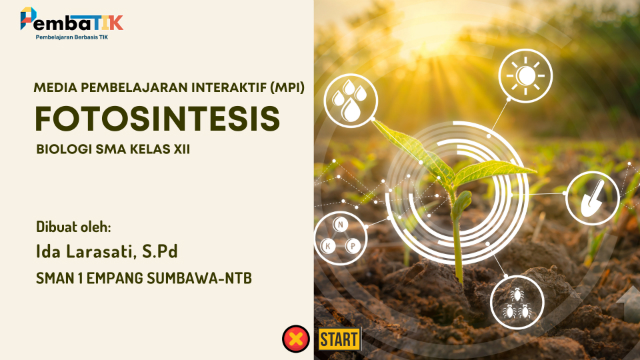 PembaTIK
Pembelajaran Berbasis TIK
MEDIA PEMBELAJARAN INTERAKTIF (MPI)
FOTOSINTESIS
BIOLOGI SMA KELAS XII
Dibuat oleh:
Ida Larasati, S.Pd
SMAN 1 EMPANG SUMBAWA-NTB
N
K P
START